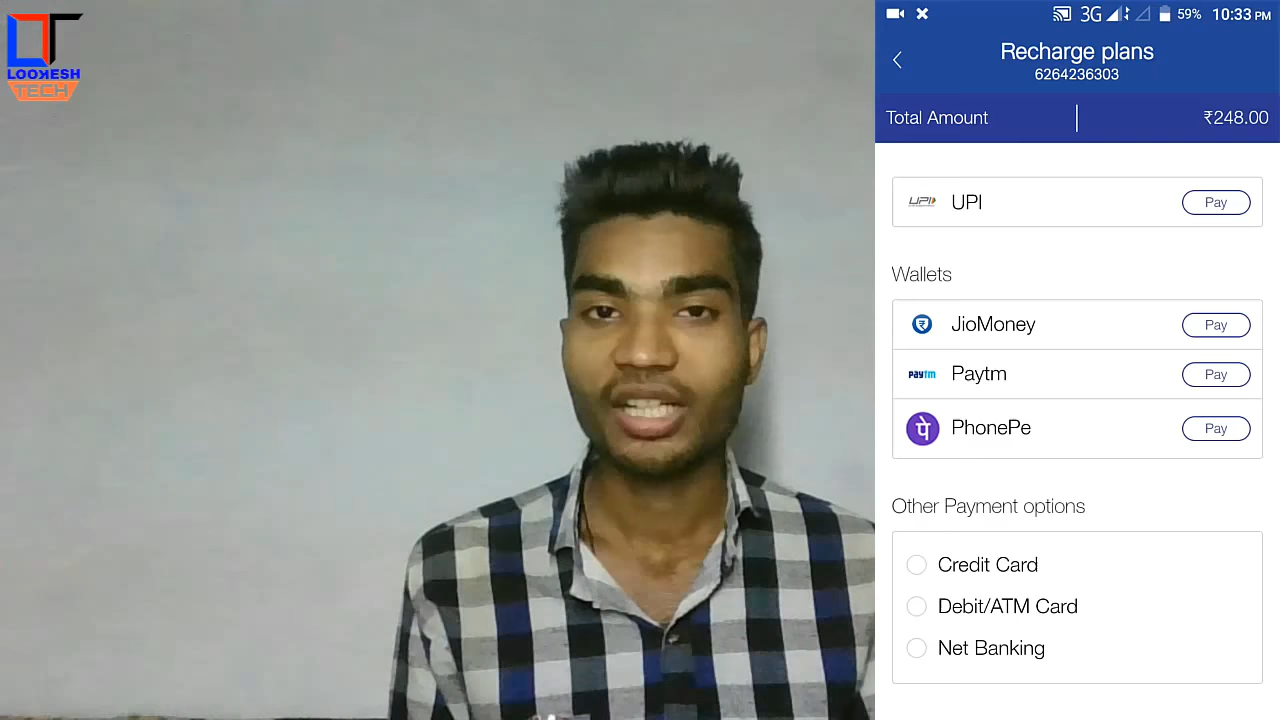 LT
LOOKESH
TECH
3G
59%
10:33 PM
Recharge plans
6264236303
Total Amount
₹248.00
UPI
UPI
Pay
Wallets
JioMoney
Pay
Paytm
Paytm
Pay
पे
PhonePe
Pay
Other Payment options
Credit Card
Debit/ATM Card
Net Banking